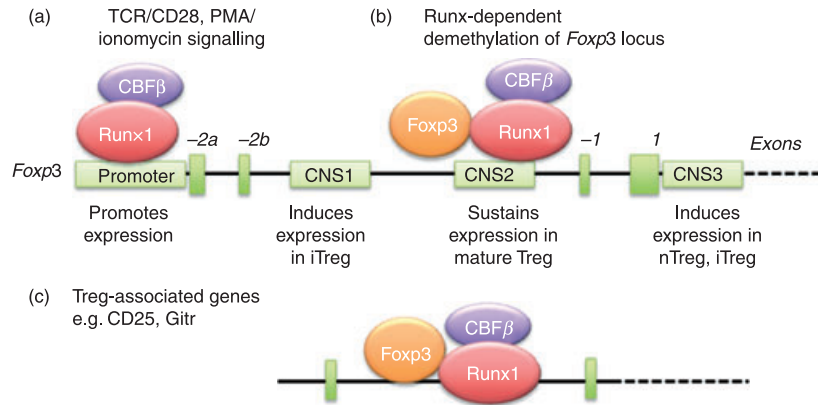 (a) TCR/CD28, PMA/
ionomycin signalling
(b) Runx-dependent
demethylation of Foxp3 locus
CBFβ
Run×1
CBFβ
Foxp3
Runx1
Foxp3
Promoter
–2a
–2b
CNS1
CNS2
–1
1
CNS3
Exons
Promotes
expression
Induces
expression
in iTreg
Sustains
expression in
mature Treg
Induces
expression in
nTreg, iTreg
(c) Treg-associated genes
e.g. CD25, Gitr
Foxp3
CBFβ
Runx1